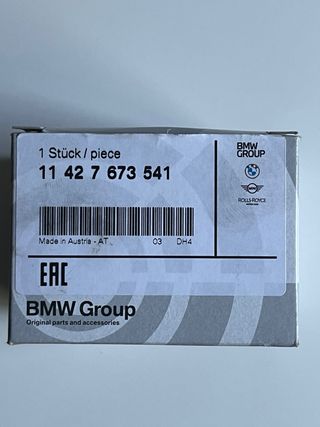 1 Stück / piece
11 42 7 673 541
BMW
GROUP
MINI
ROLLS-ROYCE
Made in Austria - AT
03
DH4
EAC
BMW Group
Original parts and accessories